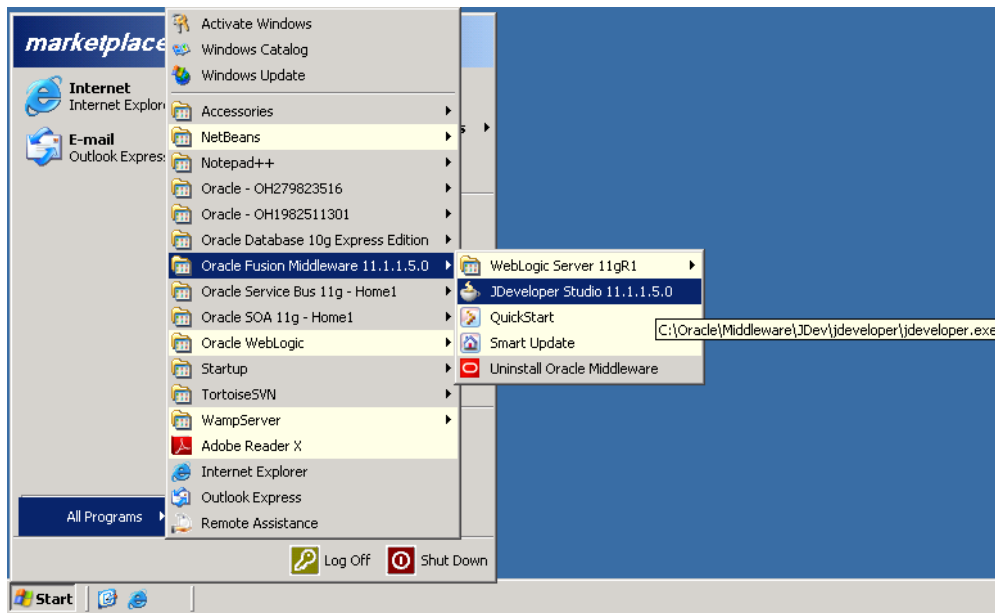 marketplace
Internet
Internet Explor
E-mail
Outlook Express
All Programs
Activate Windows
Windows Catalog
Windows Update
Accessories
NetBeans
Notepad++
Oracle - OH279823516
Oracle - OH1982511301
Oracle Database 10g Express Edition
Oracle Fusion Middleware 11.1.1.5.0
Oracle Service Bus 11g - Home1
Oracle SOA 11g - Home1
Oracle WebLogic
Startup
TortoiseSVN
WampServer
Adobe Reader X
Internet Explorer
Outlook Express
Remote Assistance
s
WebLogic Server 11gR1
JDeveloper Studio 11.1.1.5.0
QuickStart
Smart Update
Uninstall Oracle Middleware
C:\Oracle\Middleware\JDev\jdeveloper\jdeveloper.exe
Log Off
Shut Down
Start